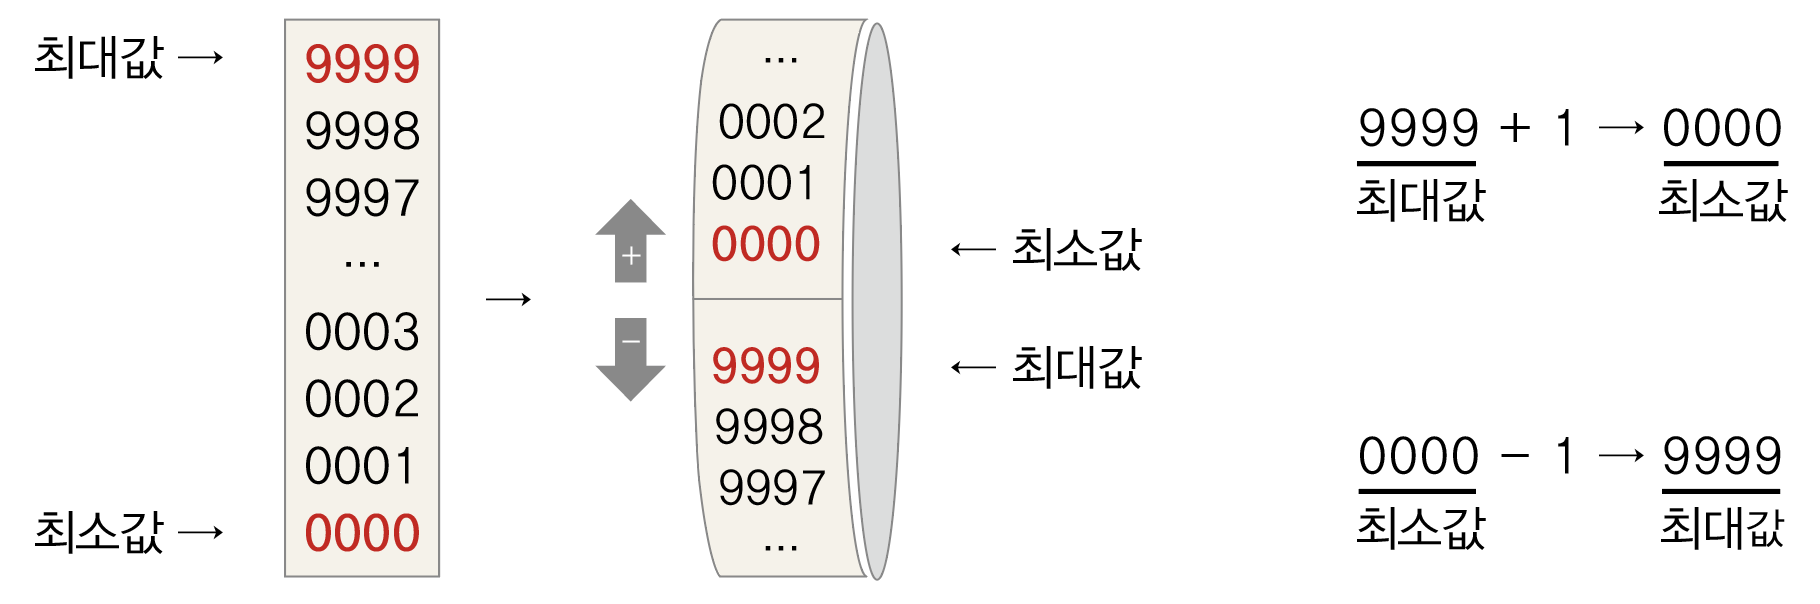 최대값 →
9999
9998
9997
...
0003
0002
0001
최소값 →
0000
→
+
−
...
0002
0001
0000
← 최소값
9999
← 최대값
9998
9997
...
9999 + 1 → 0000
최대값 최소값
0000 − 1 → 9999
최소값 최대값